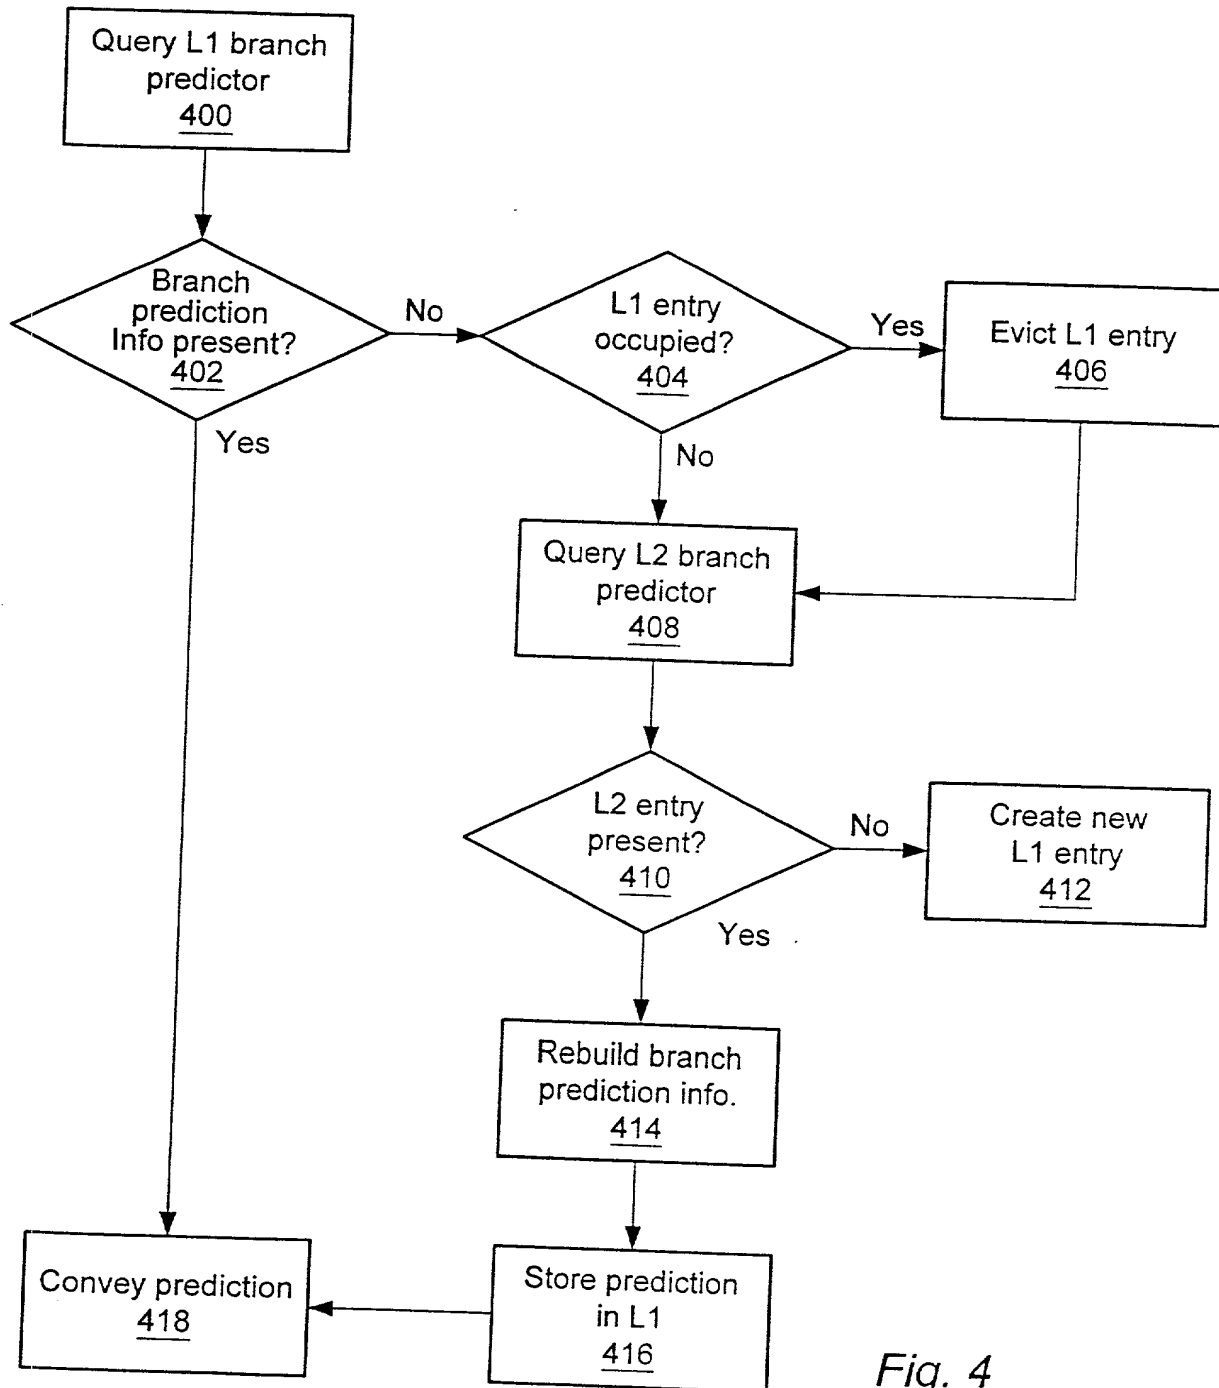 Query L1 branch
predictor
400
Branch
prediction
Info present?
402
No
L1 entry
occupied?
404
Yes
Evict L1 entry
406
Yes
No
Query L2 branch
predictor
408
L2 entry
present?
410
No
Create new
L1 entry
412
Yes
Rebuild branch
prediction info.
414
Convey prediction
418
Store prediction
in L1
416
Fig. 4